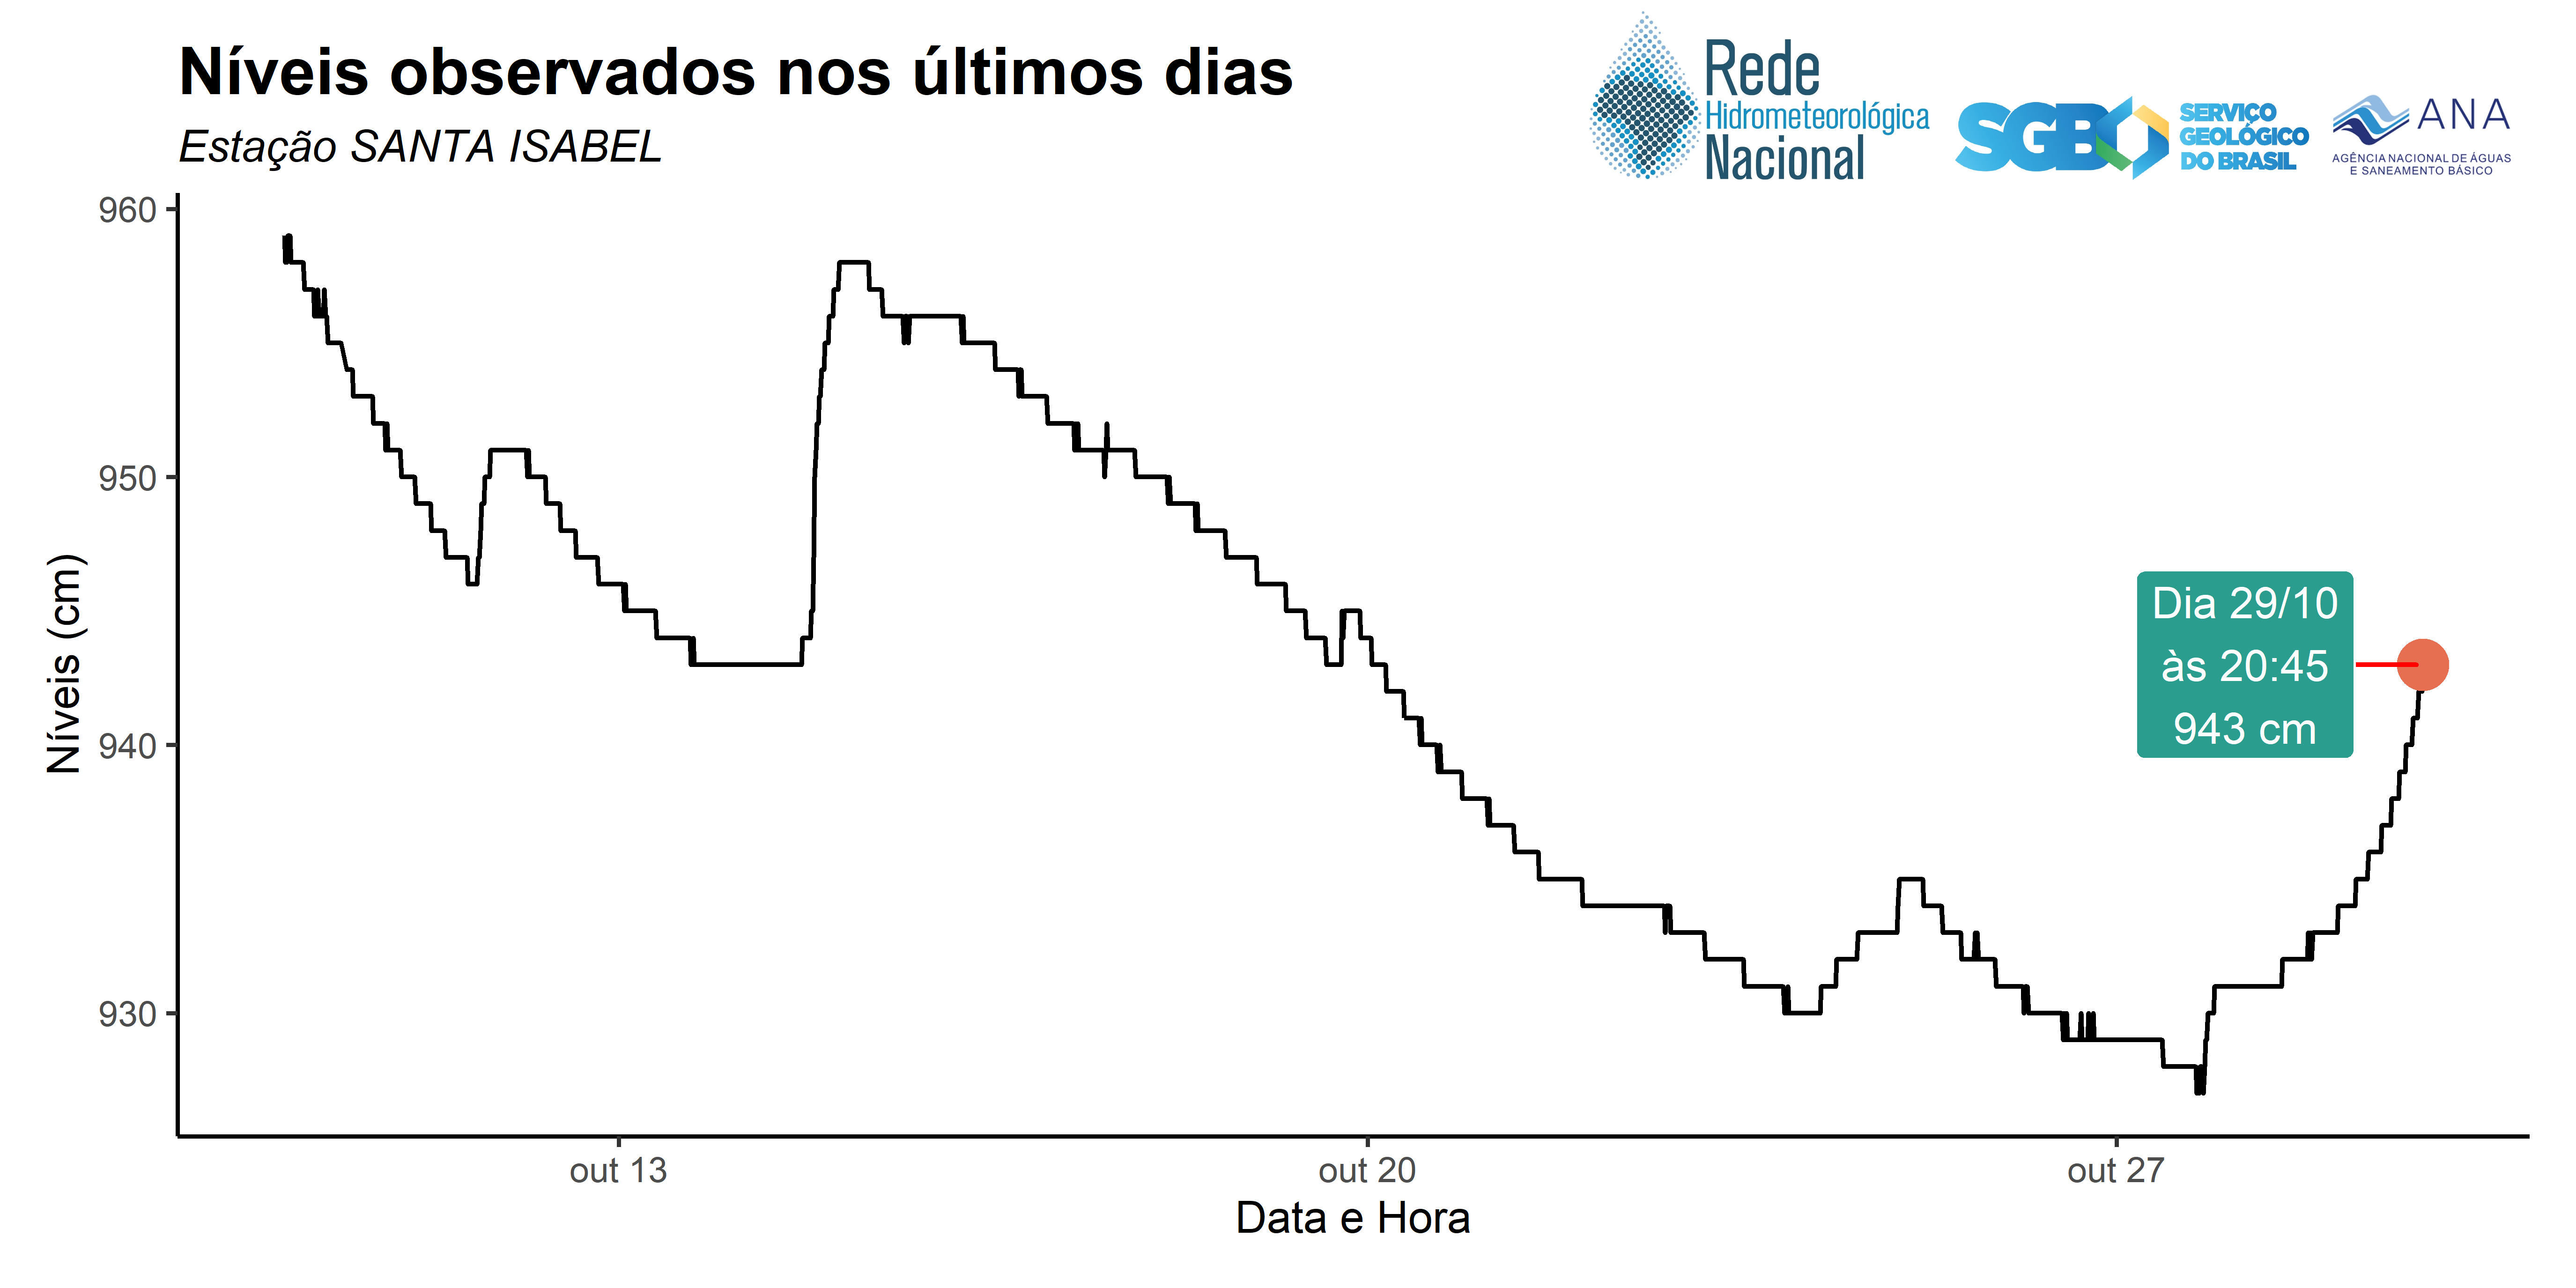 Níveis observados nos últimos dias
Estação SANTA ISABEL
Rede
Hidrometeorológica
Nacional
SGB
SERVIÇO
GEOLÓGICO
DO BRASIL
ANA
AGÊNCIA NACIONAL DE ÁGUAS
E SANEAMENTO BÁSICO
960
950
940
930
Níveis (cm)
Dia 29/10
às 20:45
943 cm
out 13
out 20
out 27
Data e Hora